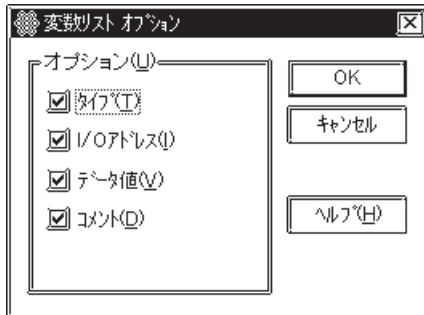 変数リスト オプション
オプション(U)
タイプ(T)
I/Oアドレス(I)
データ値(V)
コメント(D)
OK
キャンセル
ヘルプ(H)